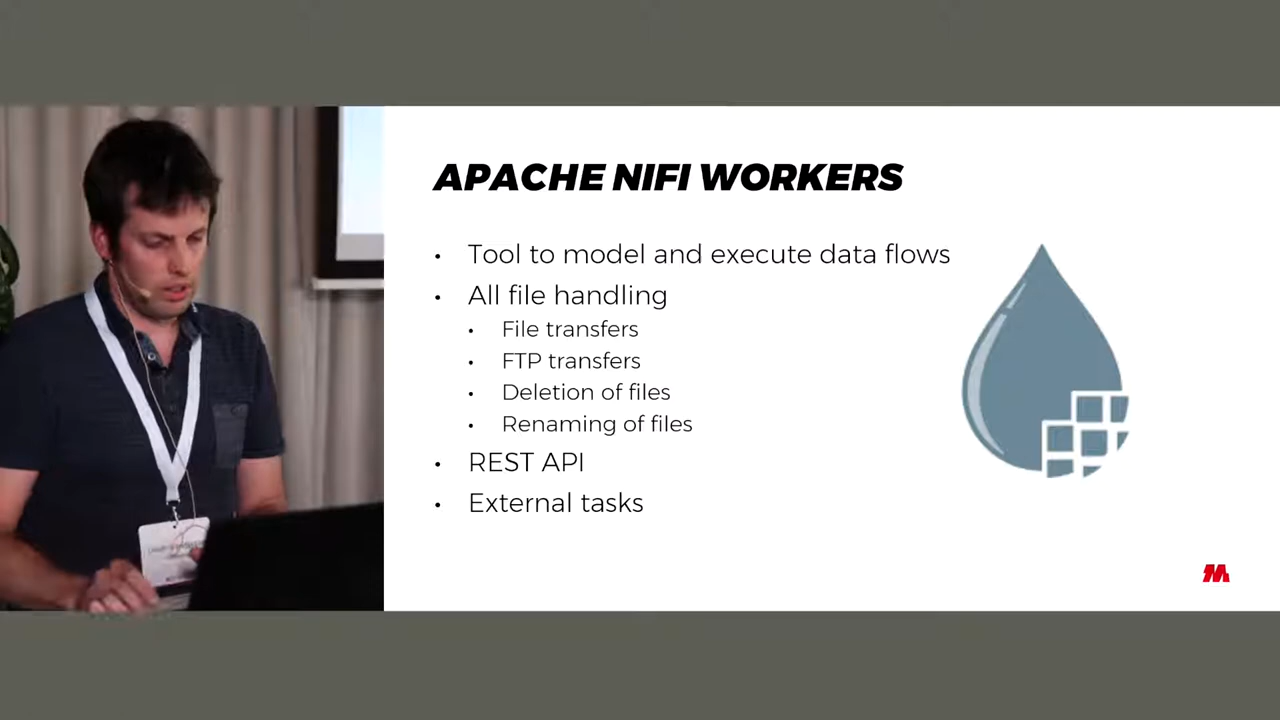 APACHE NIFI WORKERS
• Tool to model and execute data flows
• All file handling
• File transfers
• FTP transfers
• Deletion of files
• Renaming of files
• REST API
• External tasks